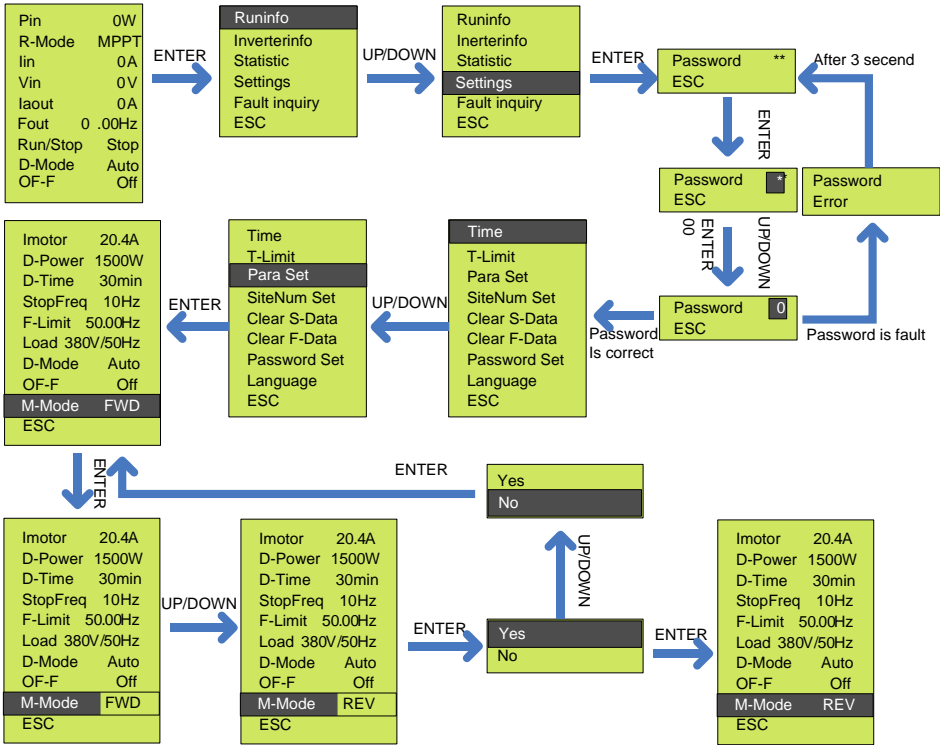 Pin 0W
R-Mode MPPT
Iin 0A
Vin 0V
Iaout 0A
Fout 0 .00Hz
Run/Stop Stop
D-Mode Auto
OF-F Off
ENTER
Runinfo
Inverterinfo
Statistic
Settings
Fault inquiry
ESC
UP/DOWN
Runinfo
Inerterinfo
Statistic
Settings
Fault inquiry
ESC
ENTER
Password **
ESC
After 3 secend
ENTER
Password **
ESC
Password
Error
UP/DOWN
ENTER
00
Password 0
ESC
Password is fault
Password
Is correct
Time
T-Limit
Para Set
SiteNum Set
Clear S-Data
Clear F-Data
Password Set
Language
ESC
UP/DOWN
Time
T-Limit
Para Set
SiteNum Set
Clear S-Data
Clear F-Data
Password Set
Language
ESC
ENTER
Imotor 20.4A
D-Power 1500W
D-Time 30min
StopFreq 10Hz
F-Limit 50.00Hz
Load 380V/50Hz
D-Mode Auto
OF-F Off
M-Mode FWD
ESC
ENTER
ENTER
Yes
No
Imotor 20.4A
D-Power 1500W
D-Time 30min
StopFreq 10Hz
F-Limit 50.00Hz
Load 380V/50Hz
D-Mode Auto
OF-F Off
M-Mode FWD
ESC
UP/DOWN
Imotor 20.4A
D-Power 1500W
D-Time 30min
StopFreq 10Hz
F-Limit 50.00Hz
Load 380V/50Hz
D-Mode Auto
OF-F Off
M-Mode REV
ESC
ENTER
UP/DOWN
Yes
No
ENTER
Imotor 20.4A
D-Power 1500W
D-Time 30min
StopFreq 10Hz
F-Limit 50.00Hz
Load 380V/50Hz
D-Mode Auto
OF-F Off
M-Mode REV
ESC